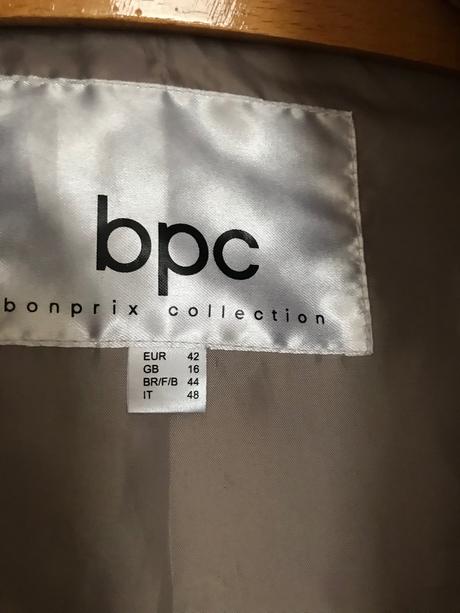 bpc
bonprix collection
EUR 42
GB 16
BR/F/B 44
IT 48